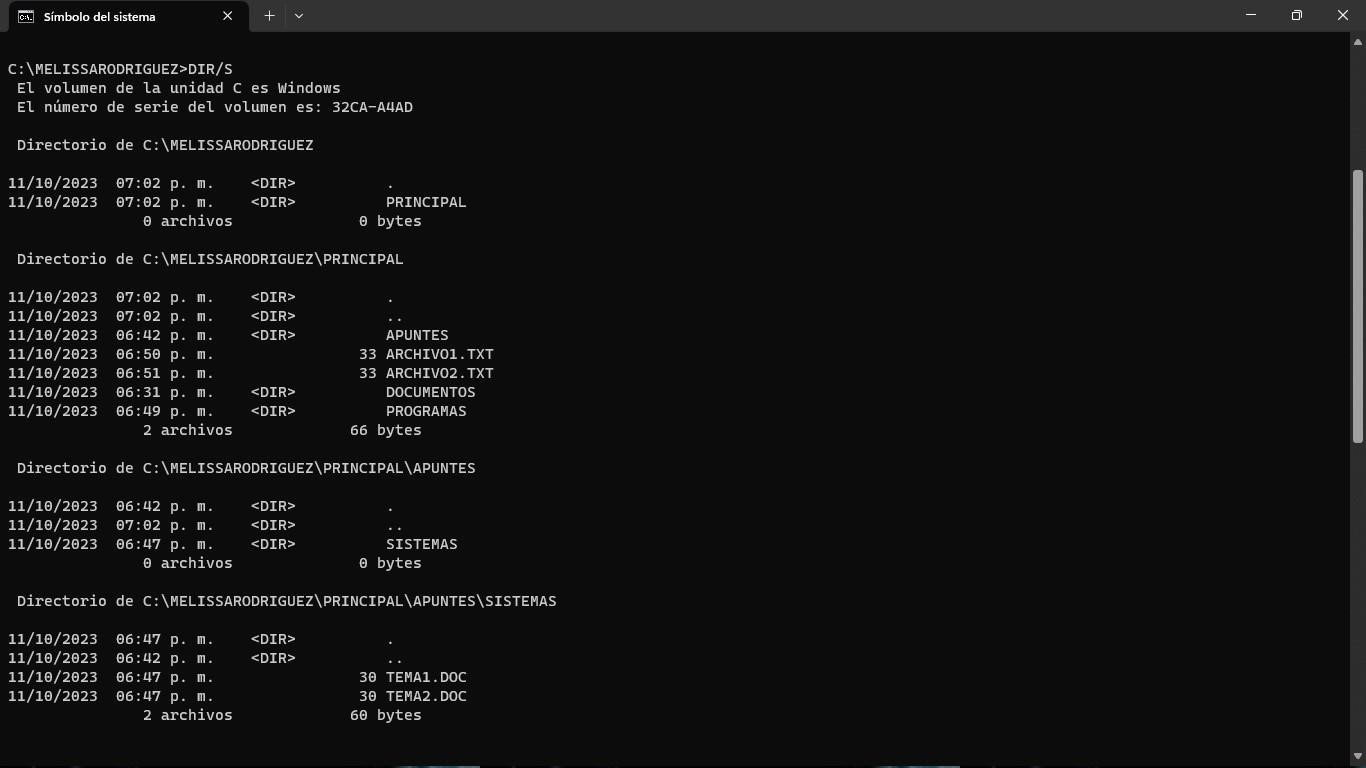 Símbolo del sistema
C:\MELISSARODRIGUEZ>DIR/S
El volumen de la unidad C es Windows
El número de serie del volumen es: 32CA-A4AD
Directorio de C:\MELISSARODRIGUEZ
11/10/2023  07:02 p. m.    <DIR>          .
11/10/2023  07:02 p. m.    <DIR>          PRINCIPAL
0 archivos              0 bytes
Directorio de C:\MELISSARODRIGUEZ\PRINCIPAL
11/10/2023  07:02 p. m.    <DIR>          .
11/10/2023  07:02 p. m.    <DIR>          ..
11/10/2023  06:42 p. m.    <DIR>          APUNTES
11/10/2023  06:50 p. m.                33 ARCHIVO1.TXT
11/10/2023  06:51 p. m.                33 ARCHIVO2.TXT
11/10/2023  06:31 p. m.    <DIR>          DOCUMENTOS
11/10/2023  06:49 p. m.    <DIR>          PROGRAMAS
2 archivos             66 bytes
Directorio de C:\MELISSARODRIGUEZ\PRINCIPAL\APUNTES
11/10/2023  06:42 p. m.    <DIR>          .
11/10/2023  07:02 p. m.    <DIR>          ..
11/10/2023  06:47 p. m.    <DIR>          SISTEMAS
0 archivos              0 bytes
Directorio de C:\MELISSARODRIGUEZ\PRINCIPAL\APUNTES\SISTEMAS
11/10/2023  06:47 p. m.    <DIR>          .
11/10/2023  06:42 p. m.    <DIR>          ..
11/10/2023  06:47 p. m.                30 TEMA1.DOC
11/10/2023  06:47 p. m.                30 TEMA2.DOC
2 archivos             60 bytes